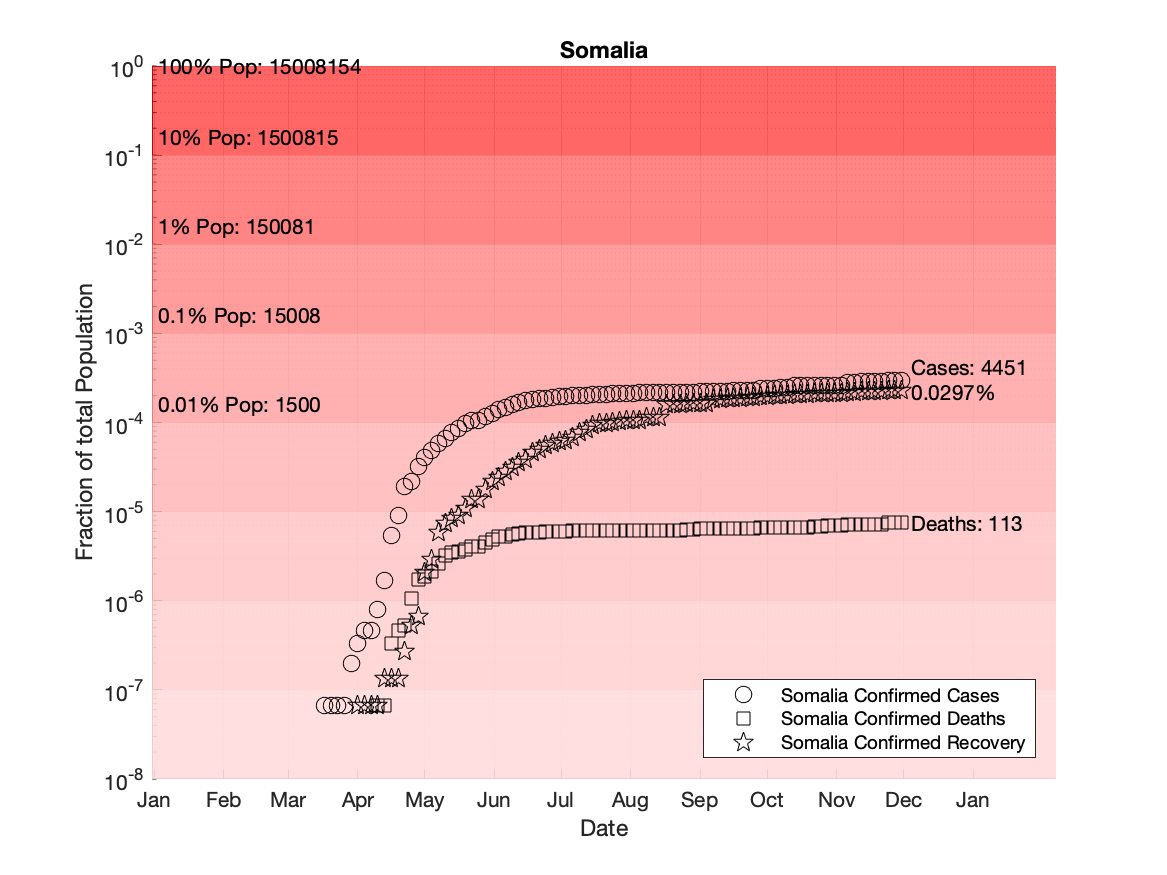 Somalia
10^0
100% Pop: 15008154
10% Pop: 1500815
10^-1
1% Pop: 150081
10^-2
0.1% Pop: 15008
10^-3
Cases: 4451
0.0297%
0.01% Pop: 1500
10^-4
10^-5
Deaths: 113
10^-6
10^-7
10^-8
Fraction of total Population
Somalia Confirmed Cases
Somalia Confirmed Deaths
Somalia Confirmed Recovery
Jan Feb Mar Apr May Jun Jul Aug Sep Oct Nov Dec Jan
Date